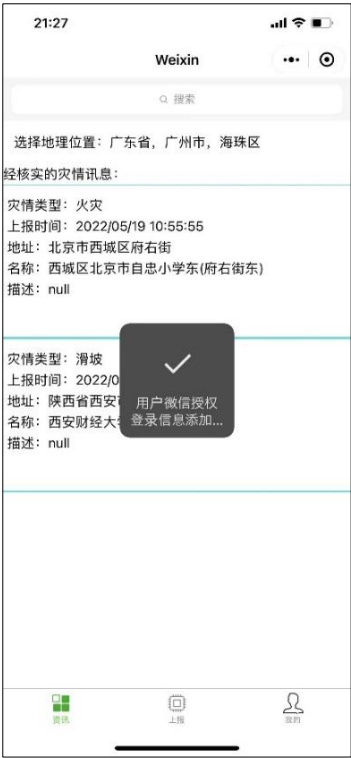 21:27
Weixin
搜索
选择地理位置：广东省，广州市，海珠区
经核实的灾情讯息：
灾情类型：火灾
上报时间：2022/05/19 10:55:55
地址：北京市西城区府右街
名称：西城区北京市自忠小学东(府右街东)
描述：null
灾情类型：滑坡
上报时间：2022/0
地址：陕西省西安
名称：西安财经大
描述：null
用户微信授权
登录信息添加...
资讯
上报
我的